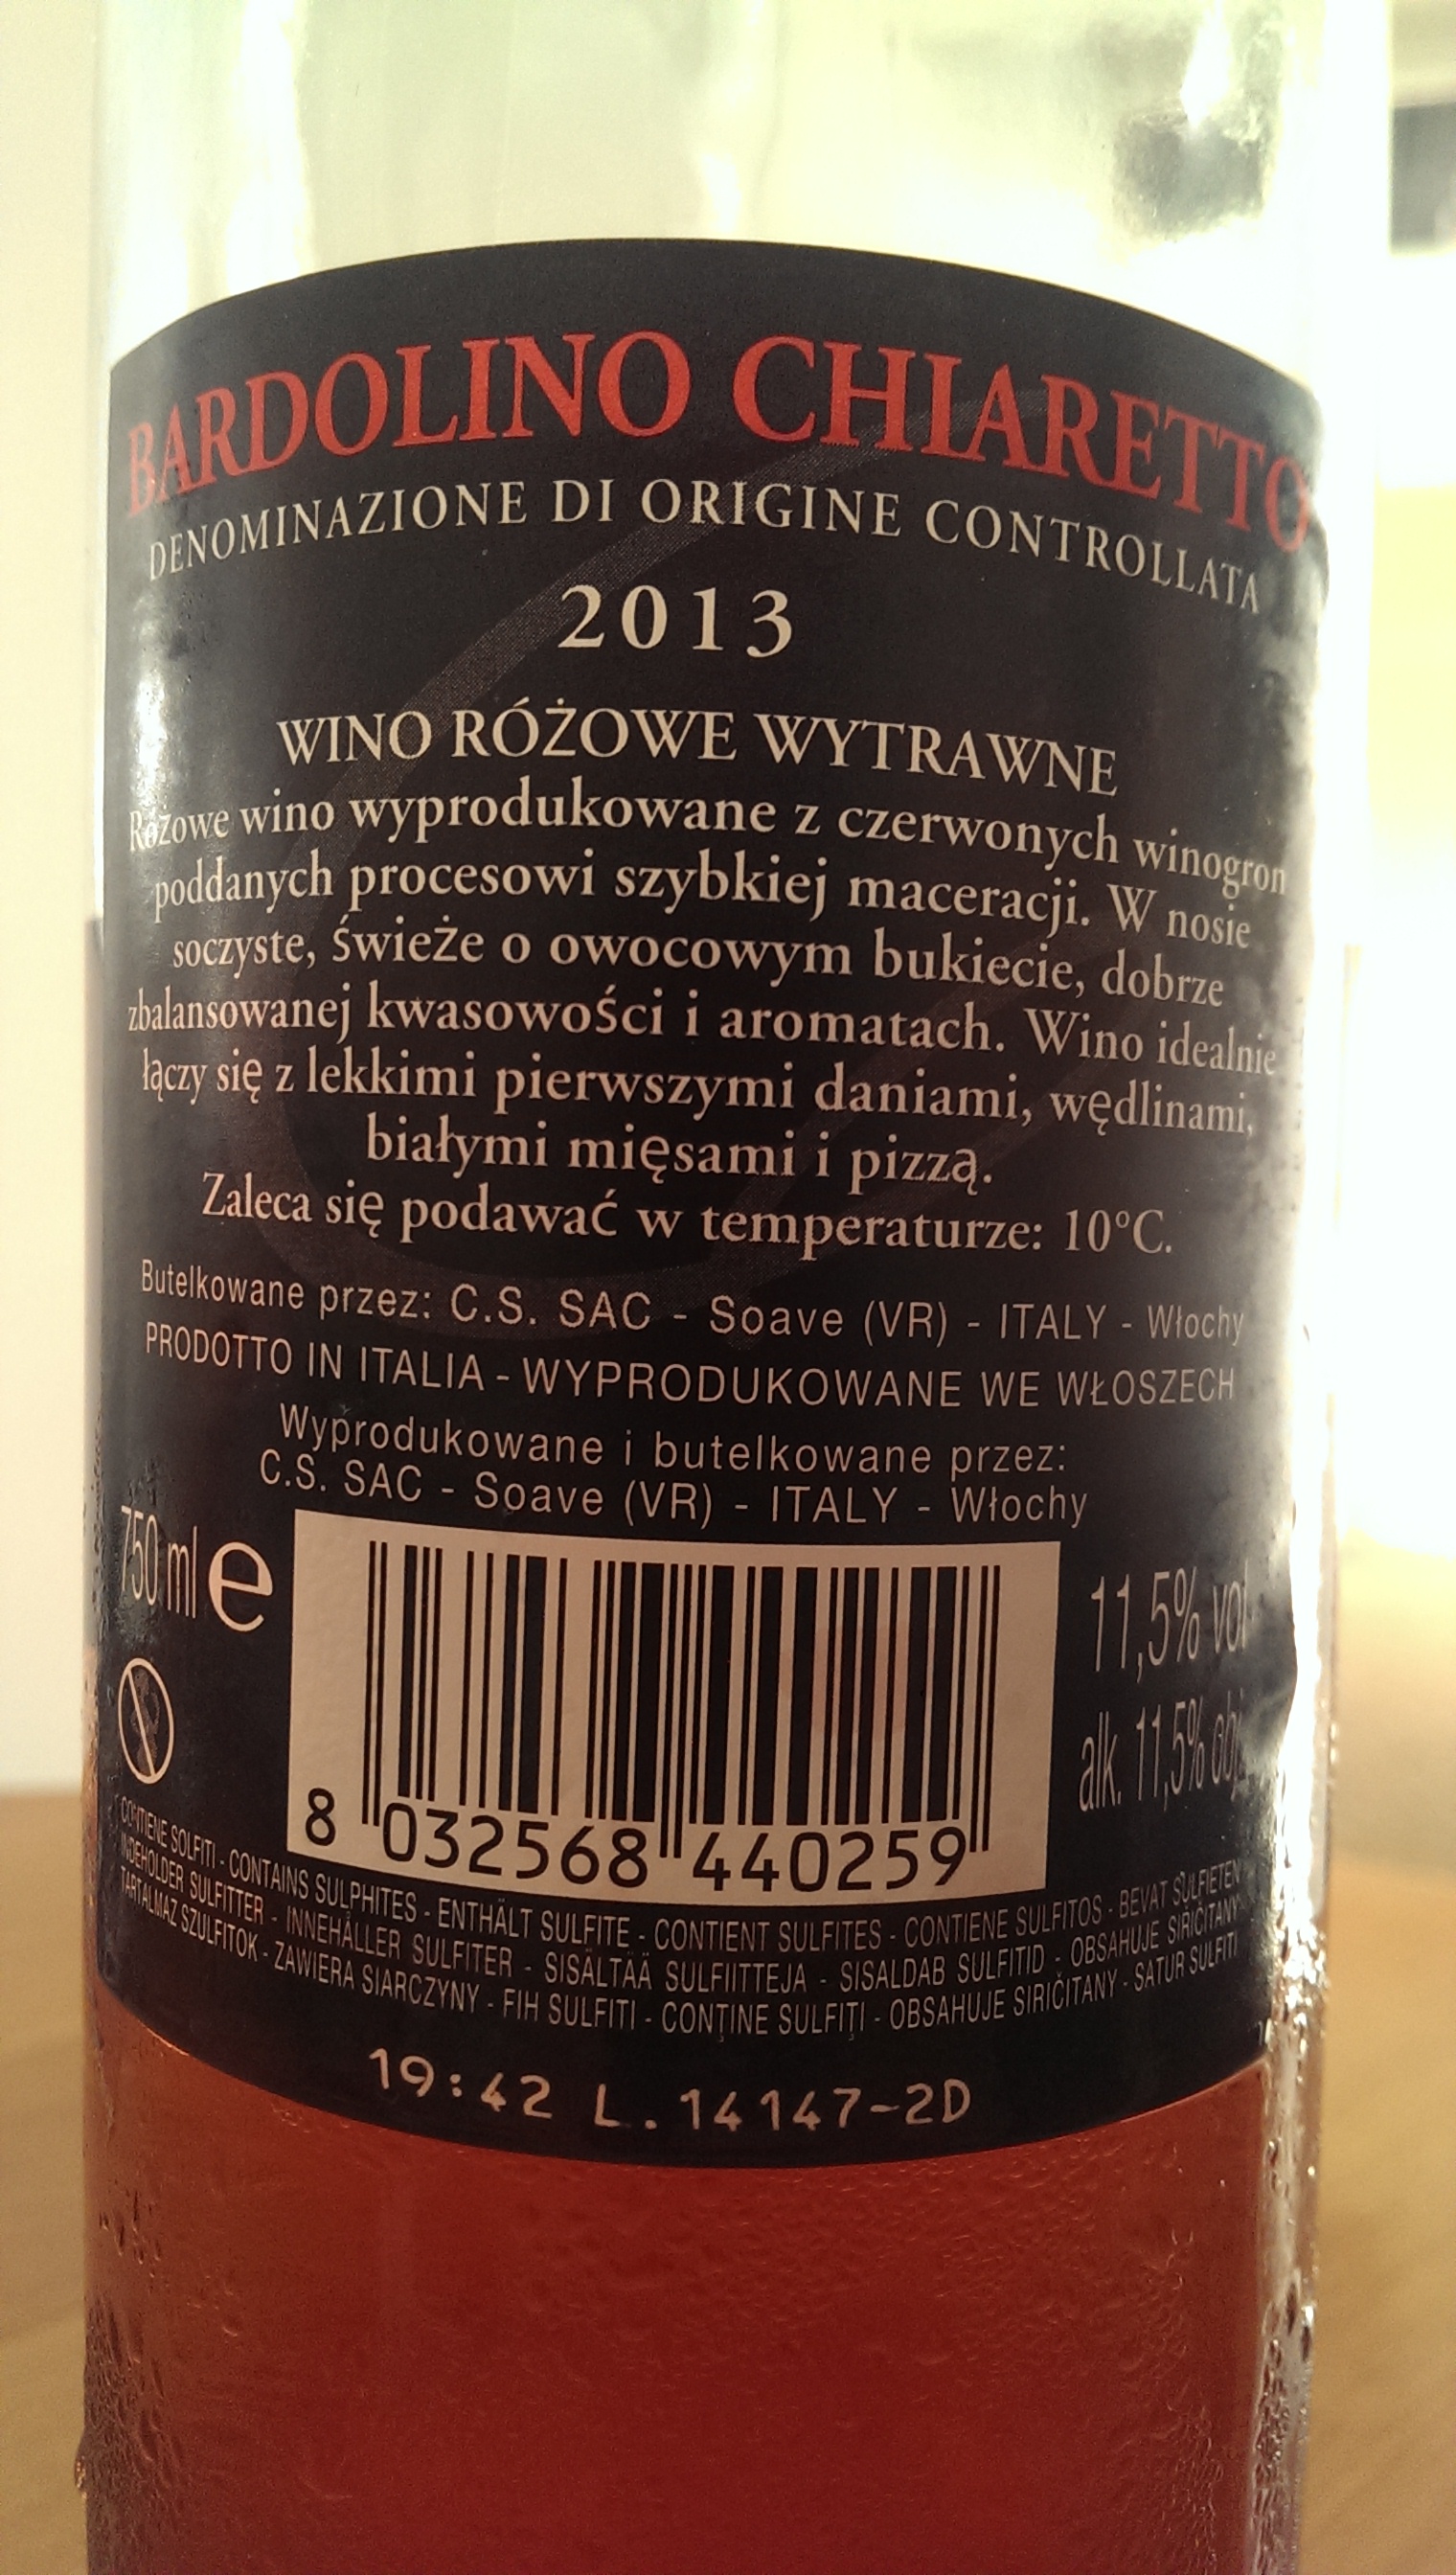 BARDOLINO CHIARETTO
DENOMINAZIONE DI ORIGINE CONTROLLATA
2013
WINO RÓŻOWE WYTRAWNE
Różowe wino wyprodukowane z czerwonych winogron
poddanych procesowi szybkiej maceracji. W nosie
soczyste, świeże o owocowym bukiecie, dobrze
zbalansowanej kwasowości i aromatach. Wino idealnie
łączy się z lekkimi pierwszymi daniami, wędlinami,
białymi mięsami i pizzą.
Zaleca się podawać w temperaturze: 10°C.
Butelkowane przez: C.S. SAC - Soave (VR) - ITALY - Włochy
PRODOTTO IN ITALIA - WYPRODUKOWANE WE WŁOSZECH
Wyprodukowane i butelkowane przez:
C.S. SAC - Soave (VR) - ITALY - Włochy
750 ml e
11,5% vol
alk. 11,5% obj.
8 032568 440259
CONTIENE SOLFITI - CONTAINS SULPHITES - ENTHÄLT SULFITE - CONTIENT SULFITES - CONTIENE SULFITOS - BEVAT SULFIETEN
INDEHOLDER SULFITTER - INNEHÅLLER SULFITER - SISÄLTÄÄ SULFIITTEJA - SISALDAB SULFITID - OBSAHUJE SIŘIČITANY
TARTALMAZ SZULFITOK - ZAWIERA SIARCZYNY - FIH SULFITI - CONŢINE SULFIŢI - OBSAHUJE SIRIČITANY - SATUR SULFITI
19:42 L.14147-2D